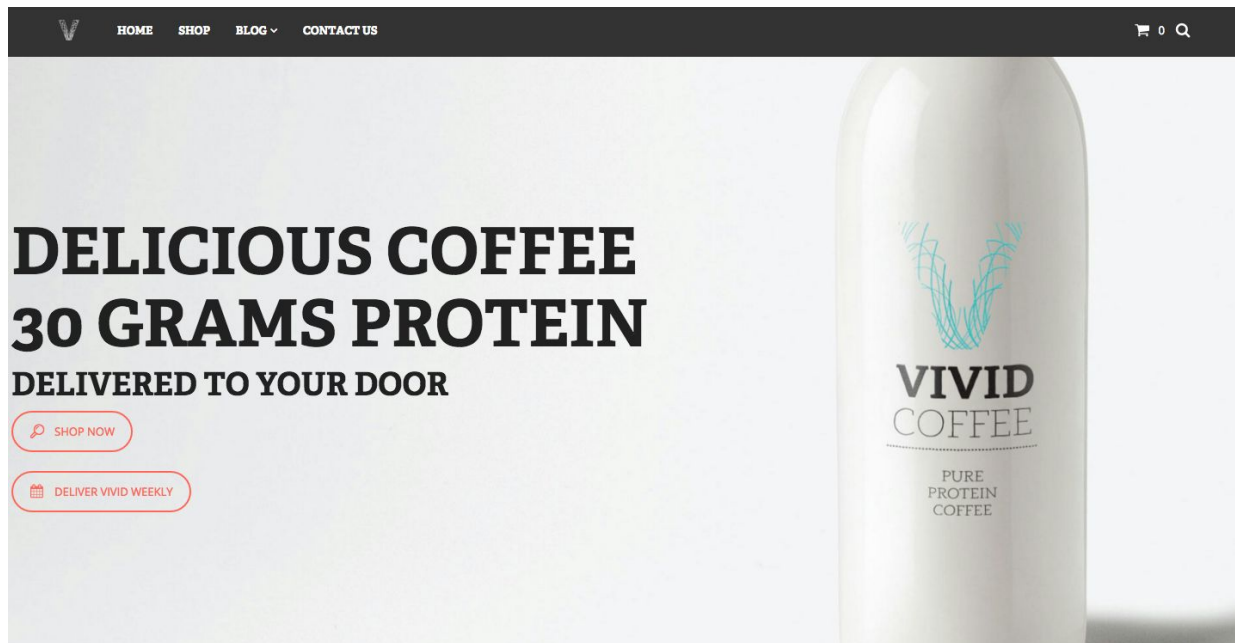 HOME SHOP BLOG CONTACT US 0
DELICIOUS COFFEE
30 GRAMS PROTEIN
DELIVERED TO YOUR DOOR
SHOP NOW
DELIVER VIVID WEEKLY
V
VIVID
COFFEE
PURE
PROTEIN
COFFEE